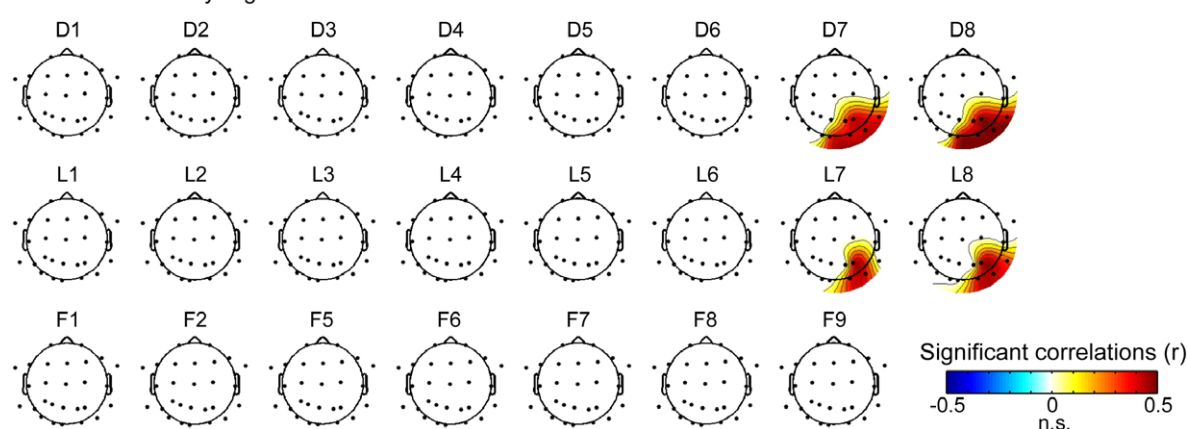 D1 D2 D3 D4 D5 D6 D7 D8
L1 L2 L3 L4 L5 L6 L7 L8
F1 F2 F5 F6 F7 F8 F9
Significant correlations (r)
-0.5 0 0.5
n.s.